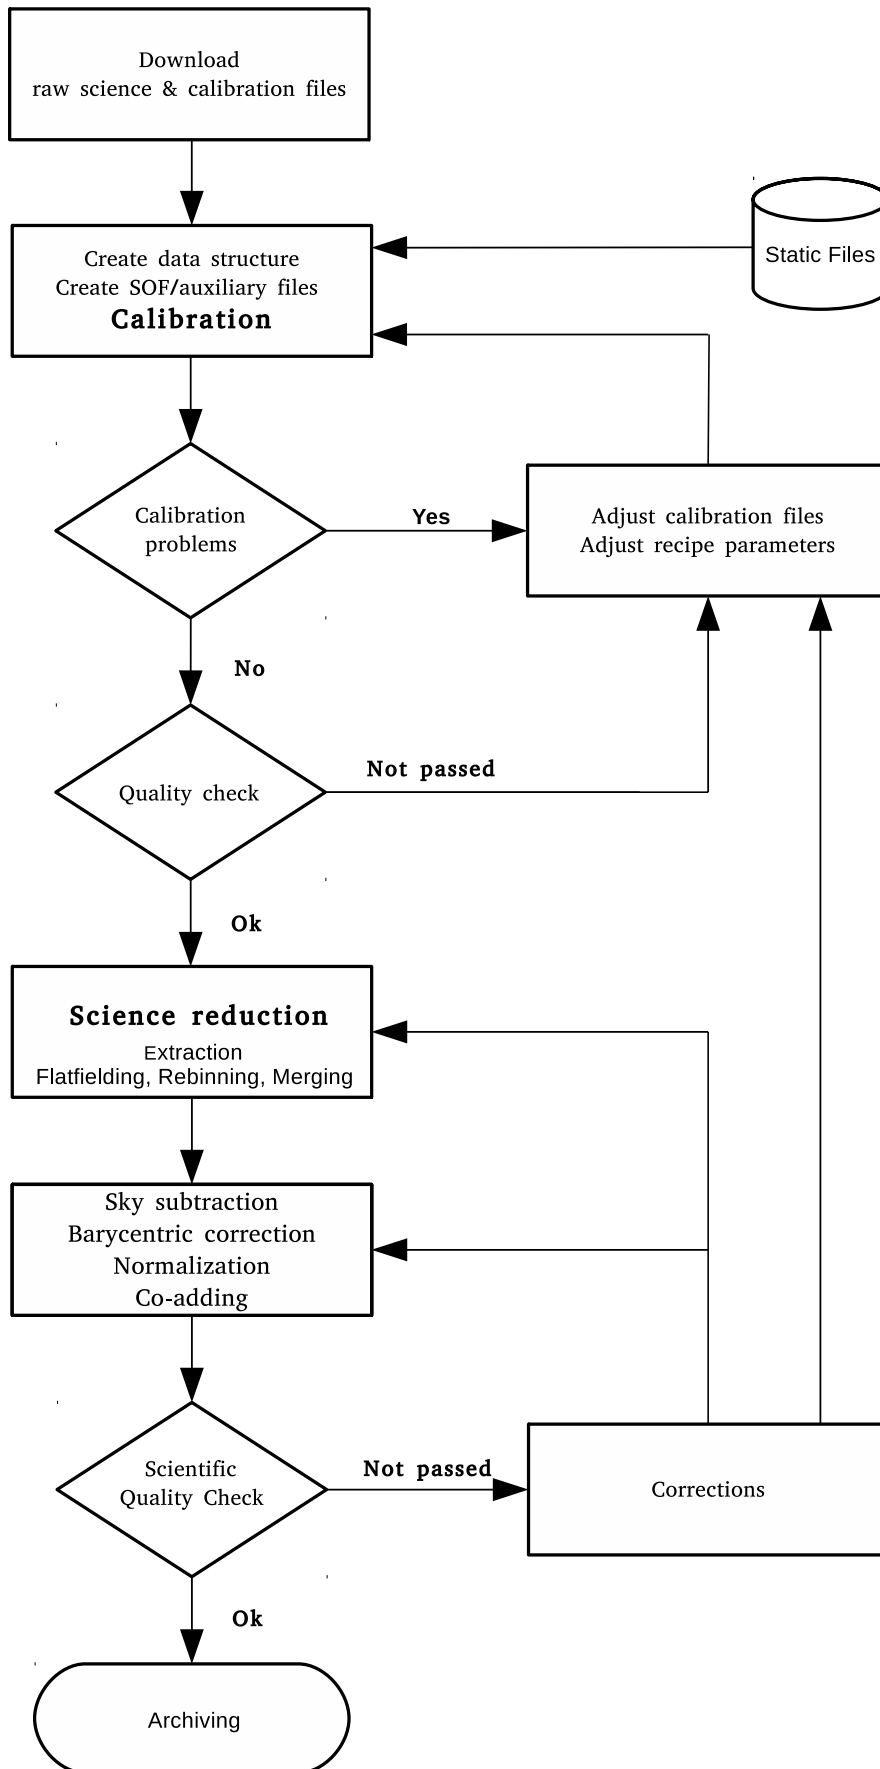 Download
raw science & calibration files
Create data structure
Create SOF/auxiliary files
Calibration
Static Files
Calibration
problems
Yes
Adjust calibration files
Adjust recipe parameters
No
Quality check
Not passed
Ok
Science reduction
Extraction
Flatfielding, Rebinning, Merging
Sky subtraction
Barycentric correction
Normalization
Co-adding
Scientific
Quality Check
Not passed
Corrections
Ok
Archiving